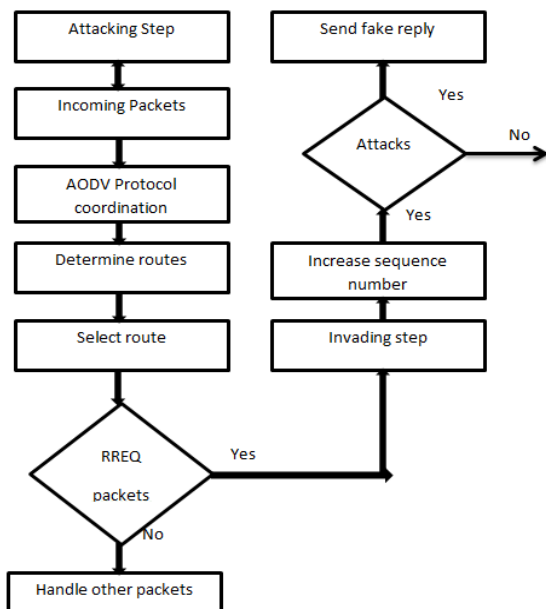 Attacking Step
Incoming Packets
AODV Protocol
coordination
Determine routes
Select route
RREQ
packets
Yes
No
Handle other packets
Send fake reply
Yes
Attacks
No
Yes
Increase sequence
number
Invading step